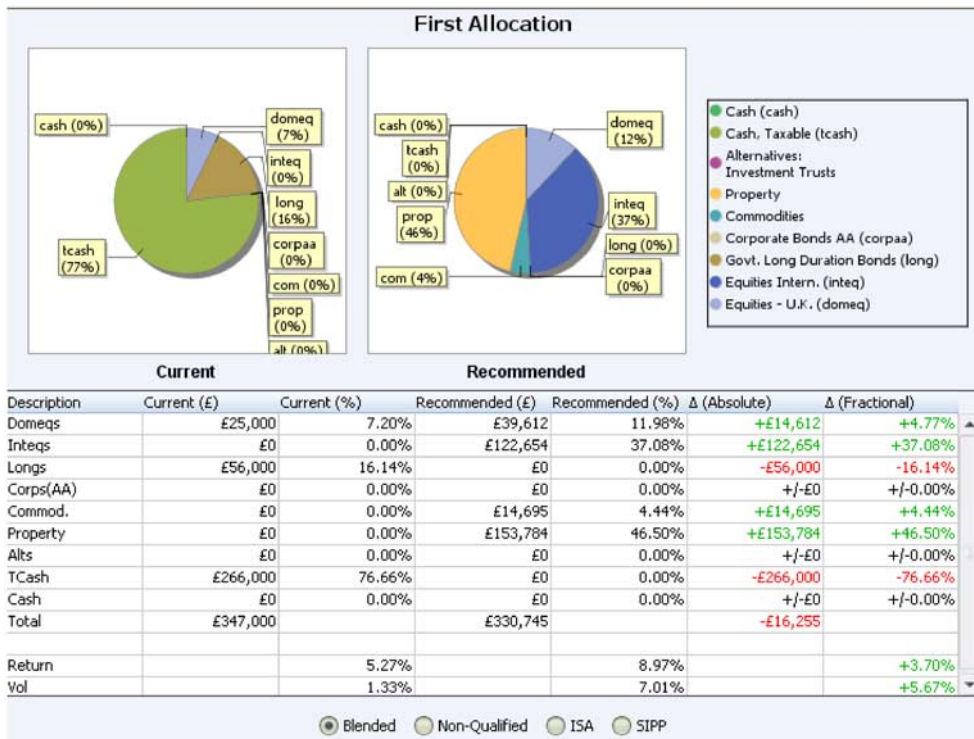 First Allocation
cash (0%)
domeq
(7%)
inteq
(0%)
long
(16%)
corpaa
(0%)
com (0%)
prop
(0%)
alt (0%)
tcash
(77%)
cash (0%)
tcash
(0%)
alt (0%)
prop
(46%)
com (4%)
domeq
(12%)
inteq
(37%)
long (0%)
corpaa
(0%)
Cash (cash)
Cash, Taxable (tcash)
Alternatives:
Investment Trusts
Property
Commodities
Corporate Bonds AA (corpaa)
Govt. Long Duration Bonds (long)
Equities Intern. (inteq)
Equities - U.K. (domeq)
Current
Recommended
Description Current (£) Current (%) Recommended (£) Recommended (%) Δ (Absolute) Δ (Fractional)
Domeqs £25,000 7.20% £39,612 11.98% +£14,612 +4.77%
Inteqs £0 0.00% £122,654 37.08% +£122,654 +37.08%
Longs £56,000 16.14% £0 0.00% -£56,000 -16.14%
Corps(AA) £0 0.00% £0 0.00% +/-£0 +/-0.00%
Commod. £0 0.00% £14,695 4.44% +£14,695 +4.44%
Property £0 0.00% £153,784 46.50% +£153,784 +46.50%
Alts £0 0.00% £0 0.00% +/-£0 +/-0.00%
TCash £266,000 76.66% £0 0.00% -£266,000 -76.66%
Cash £0 0.00% £0 0.00% +/-£0 +/-0.00%
Total £347,000 £330,745 -£16,255
Return 5.27% 8.97% +3.70%
Vol 1.33% 7.01% +5.67%
Blended Non-Qualified ISA SIPP